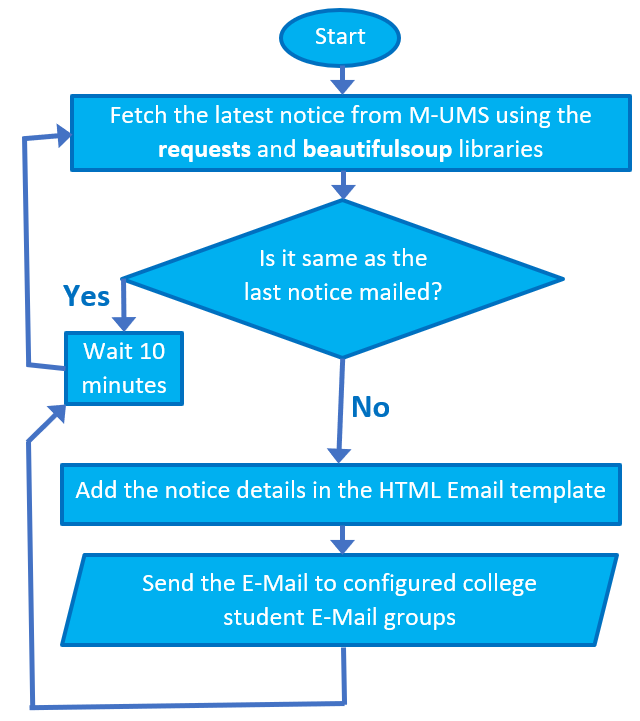 Start
Fetch the latest notice from M-UMS using the
requests and beautifulsoup libraries
Is it same as the
last notice mailed?
Yes
Wait 10
minutes
No
Add the notice details in the HTML Email template
Send the E-Mail to configured college
student E-Mail groups